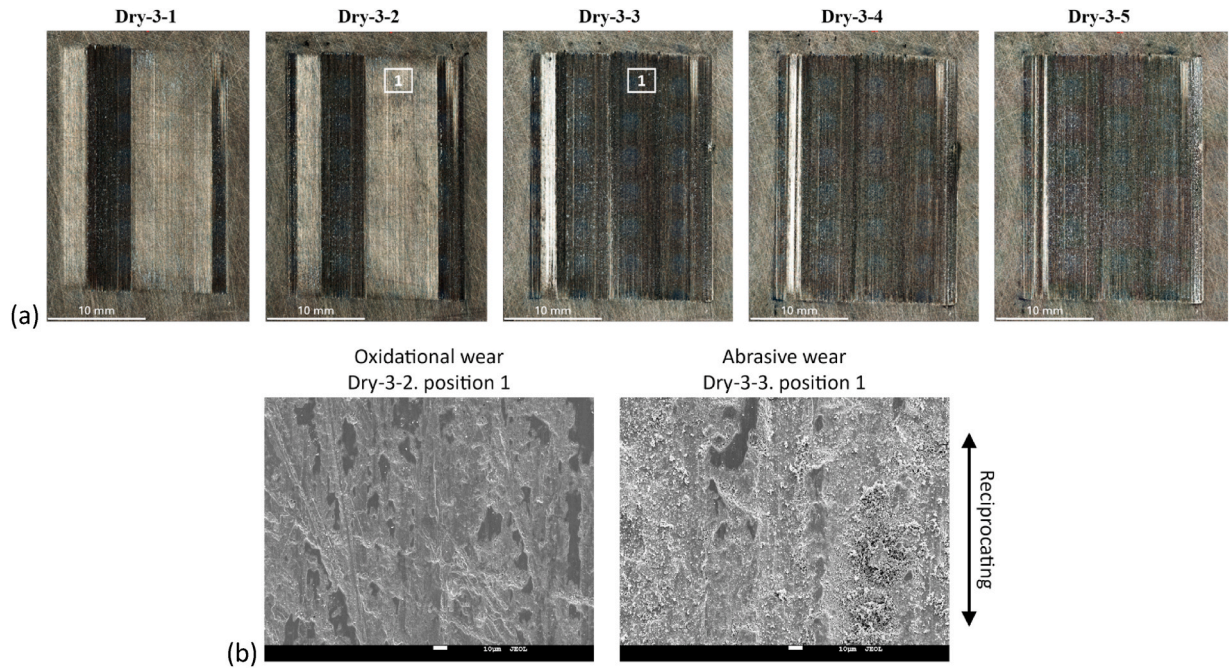 Dry-3-1
Dry-3-2
Dry-3-3
Dry-3-4
Dry-3-5
1
1
10 mm
10 mm
10 mm
10 mm
10 mm
(a)
Oxidational wear
Dry-3-2. position 1
Abrasive wear
Dry-3-3. position 1
Reciprocating
10µm JEOL
10µm JEOL
(b)